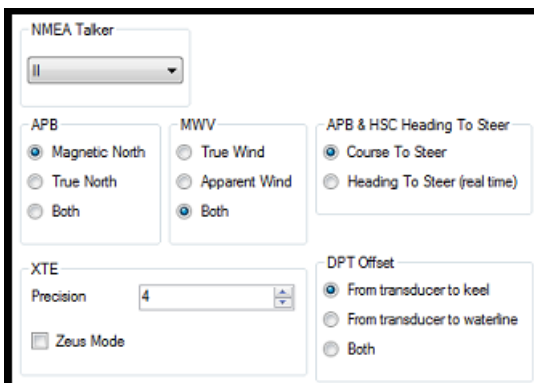 NMEA Talker
II
APB
Magnetic North
True North
Both
MWV
True Wind
Apparent Wind
Both
APB & HSC Heading To Steer
Course To Steer
Heading To Steer (real time)
XTE
Precision 4
Zeus Mode
DPT Offset
From transducer to keel
From transducer to waterline
Both